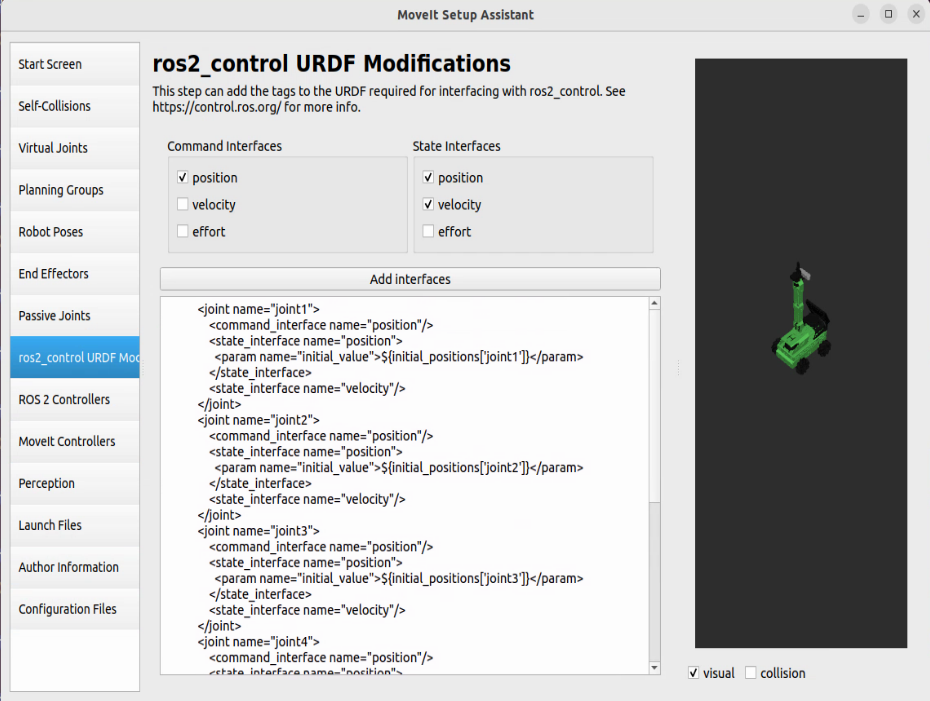 MoveIt Setup Assistant
Start Screen
Self-Collisions
Virtual Joints
Planning Groups
Robot Poses
End Effectors
Passive Joints
ros2_control URDF Moc
ROS 2 Controllers
MoveIt Controllers
Perception
Launch Files
Author Information
Configuration Files
ros2_control URDF Modifications
This step can add the tags to the URDF required for interfacing with ros2_control. See
https://control.ros.org/ for more info.
Command Interfaces
position
velocity
effort
State Interfaces
position
velocity
effort
Add interfaces
<joint name="joint1">
<command_interface name="position"/>
<state_interface name="position">
<param name="initial_value">${initial_positions['joint1']}</param>
</state_interface>
<state_interface name="velocity"/>
</joint>
<joint name="joint2">
<command_interface name="position"/>
<state_interface name="position">
<param name="initial_value">${initial_positions['joint2']}</param>
</state_interface>
<state_interface name="velocity"/>
</joint>
<joint name="joint3">
<command_interface name="position"/>
<state_interface name="position">
<param name="initial_value">${initial_positions['joint3']}</param>
</state_interface>
<state_interface name="velocity"/>
</joint>
<joint name="joint4">
<command_interface name="position"/>
<state_interface name="position">
visual
collision